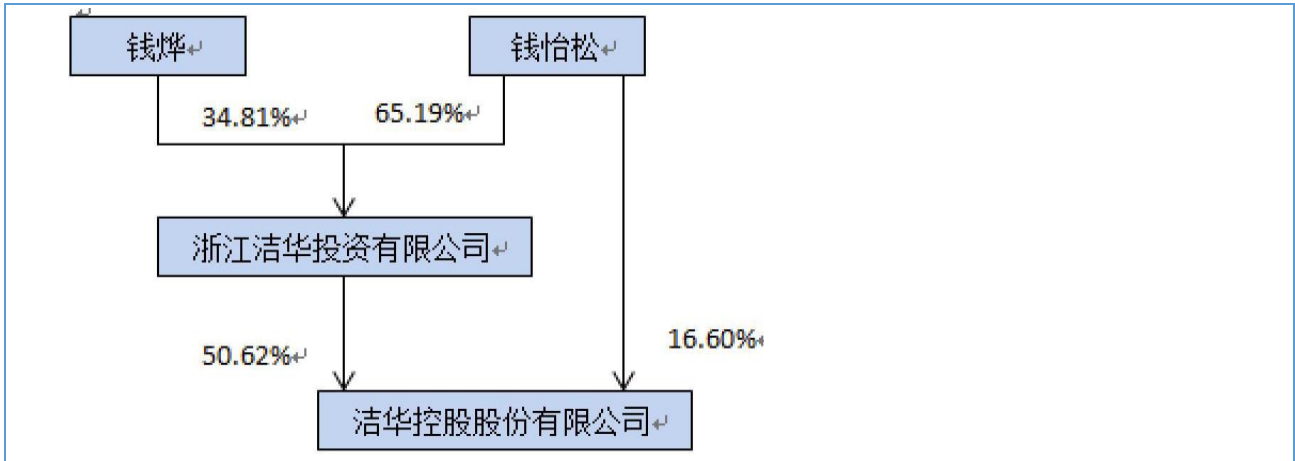 钱烨
钱怡松
34.81%
65.19%
浙江洁华投资有限公司
50.62%
16.60%
洁华控股股份有限公司